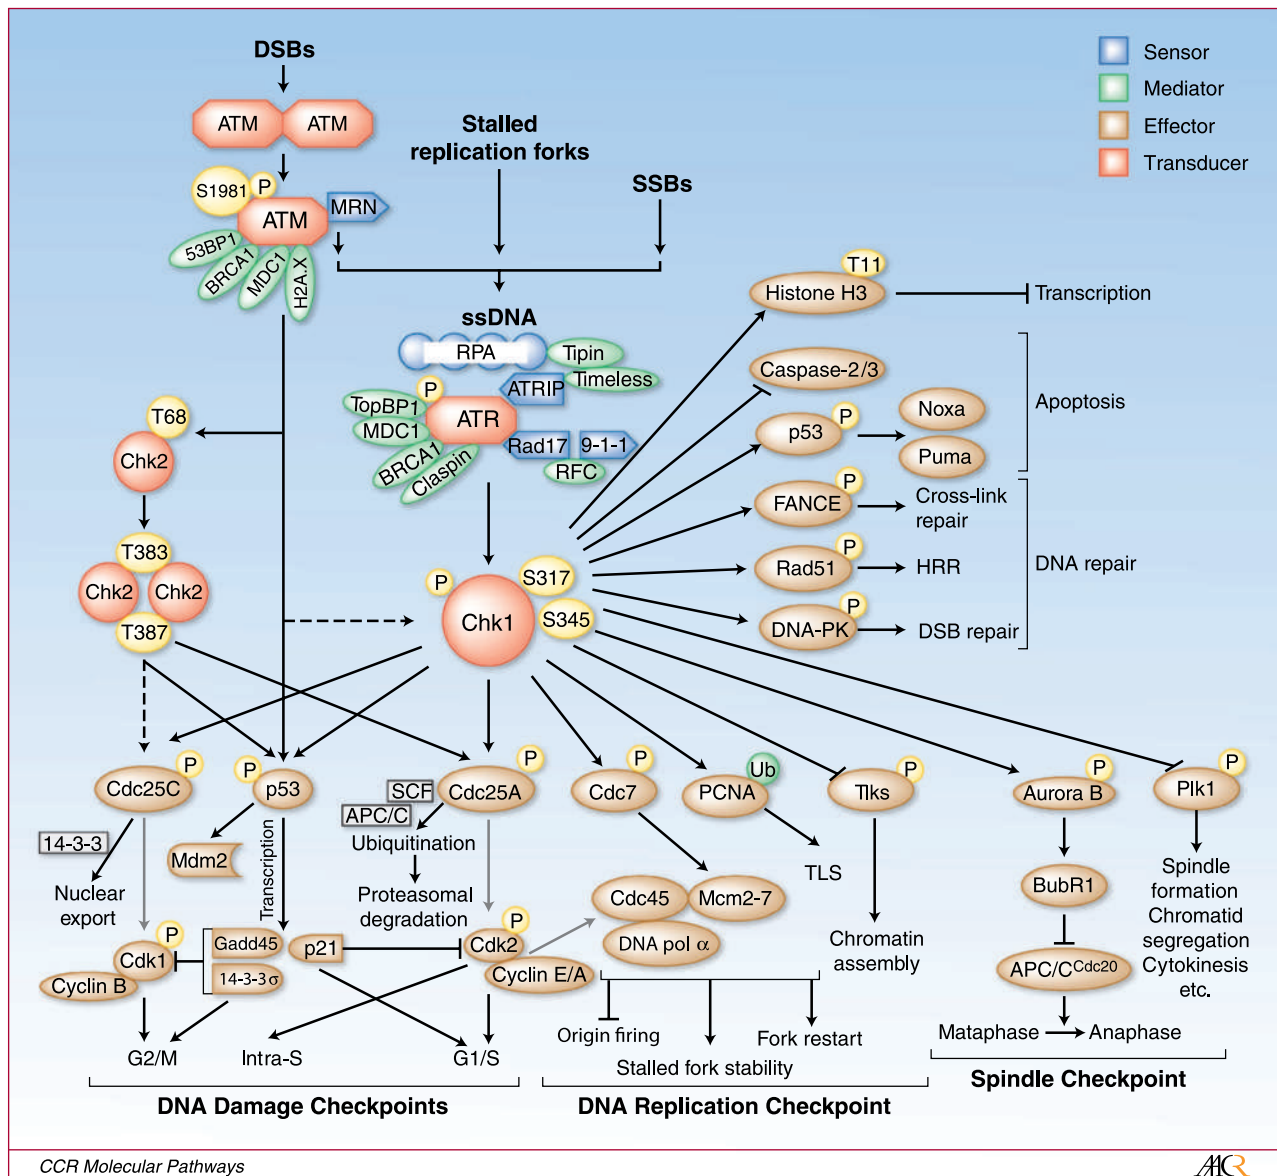 DSBs
Sensor
Mediator
Effector
Transducer
ATM
ATM
Stalled
replication forks
SSBs
S1981
P
ATM
MRN
53BP1
BRCA1
MDC1
H2A.X
ssDNA
RPA
Tipin
Timeless
ATRIP
P
TopBP1
MDC1
BRCA1
Claspin
ATR
Rad17
9-1-1
RFC
T11
Histone H3
Transcription
Caspase-2/3
p53
P
Noxa
Puma
Apoptosis
FANCE
P
Cross-link
repair
Rad51
P
HRR
DNA-PK
P
DSB repair
DNA repair
T68
Chk2
T383
Chk2
Chk2
T387
P
Chk1
S317
S345
Cdc25C
P
P
p53
SCF
APC/C
Cdc25A
P
Cdc7
P
PCNA
Ub
Tlks
P
Aurora B
P
Plk1
P
14-3-3
Nuclear
export
Mdm2
Transcription
Ubiquitination
Proteasomal
degradation
TLS
Cdc45
Mcm2-7
DNA pol α
Chromatin
assembly
BubR1
APC/CCdc20
Spindle
formation
Chromatid
segregation
Cytokinesis
etc.
P
Cdk1
Cyclin B
Gadd45
14-3-3σ
p21
P
Cdk2
Cyclin E/A
G2/M
Intra-S
G1/S
Origin firing
Stalled fork stability
Fork restart
Mataphase
Anaphase
DNA Damage Checkpoints
DNA Replication Checkpoint
Spindle Checkpoint
CCR Molecular Pathways
AACR